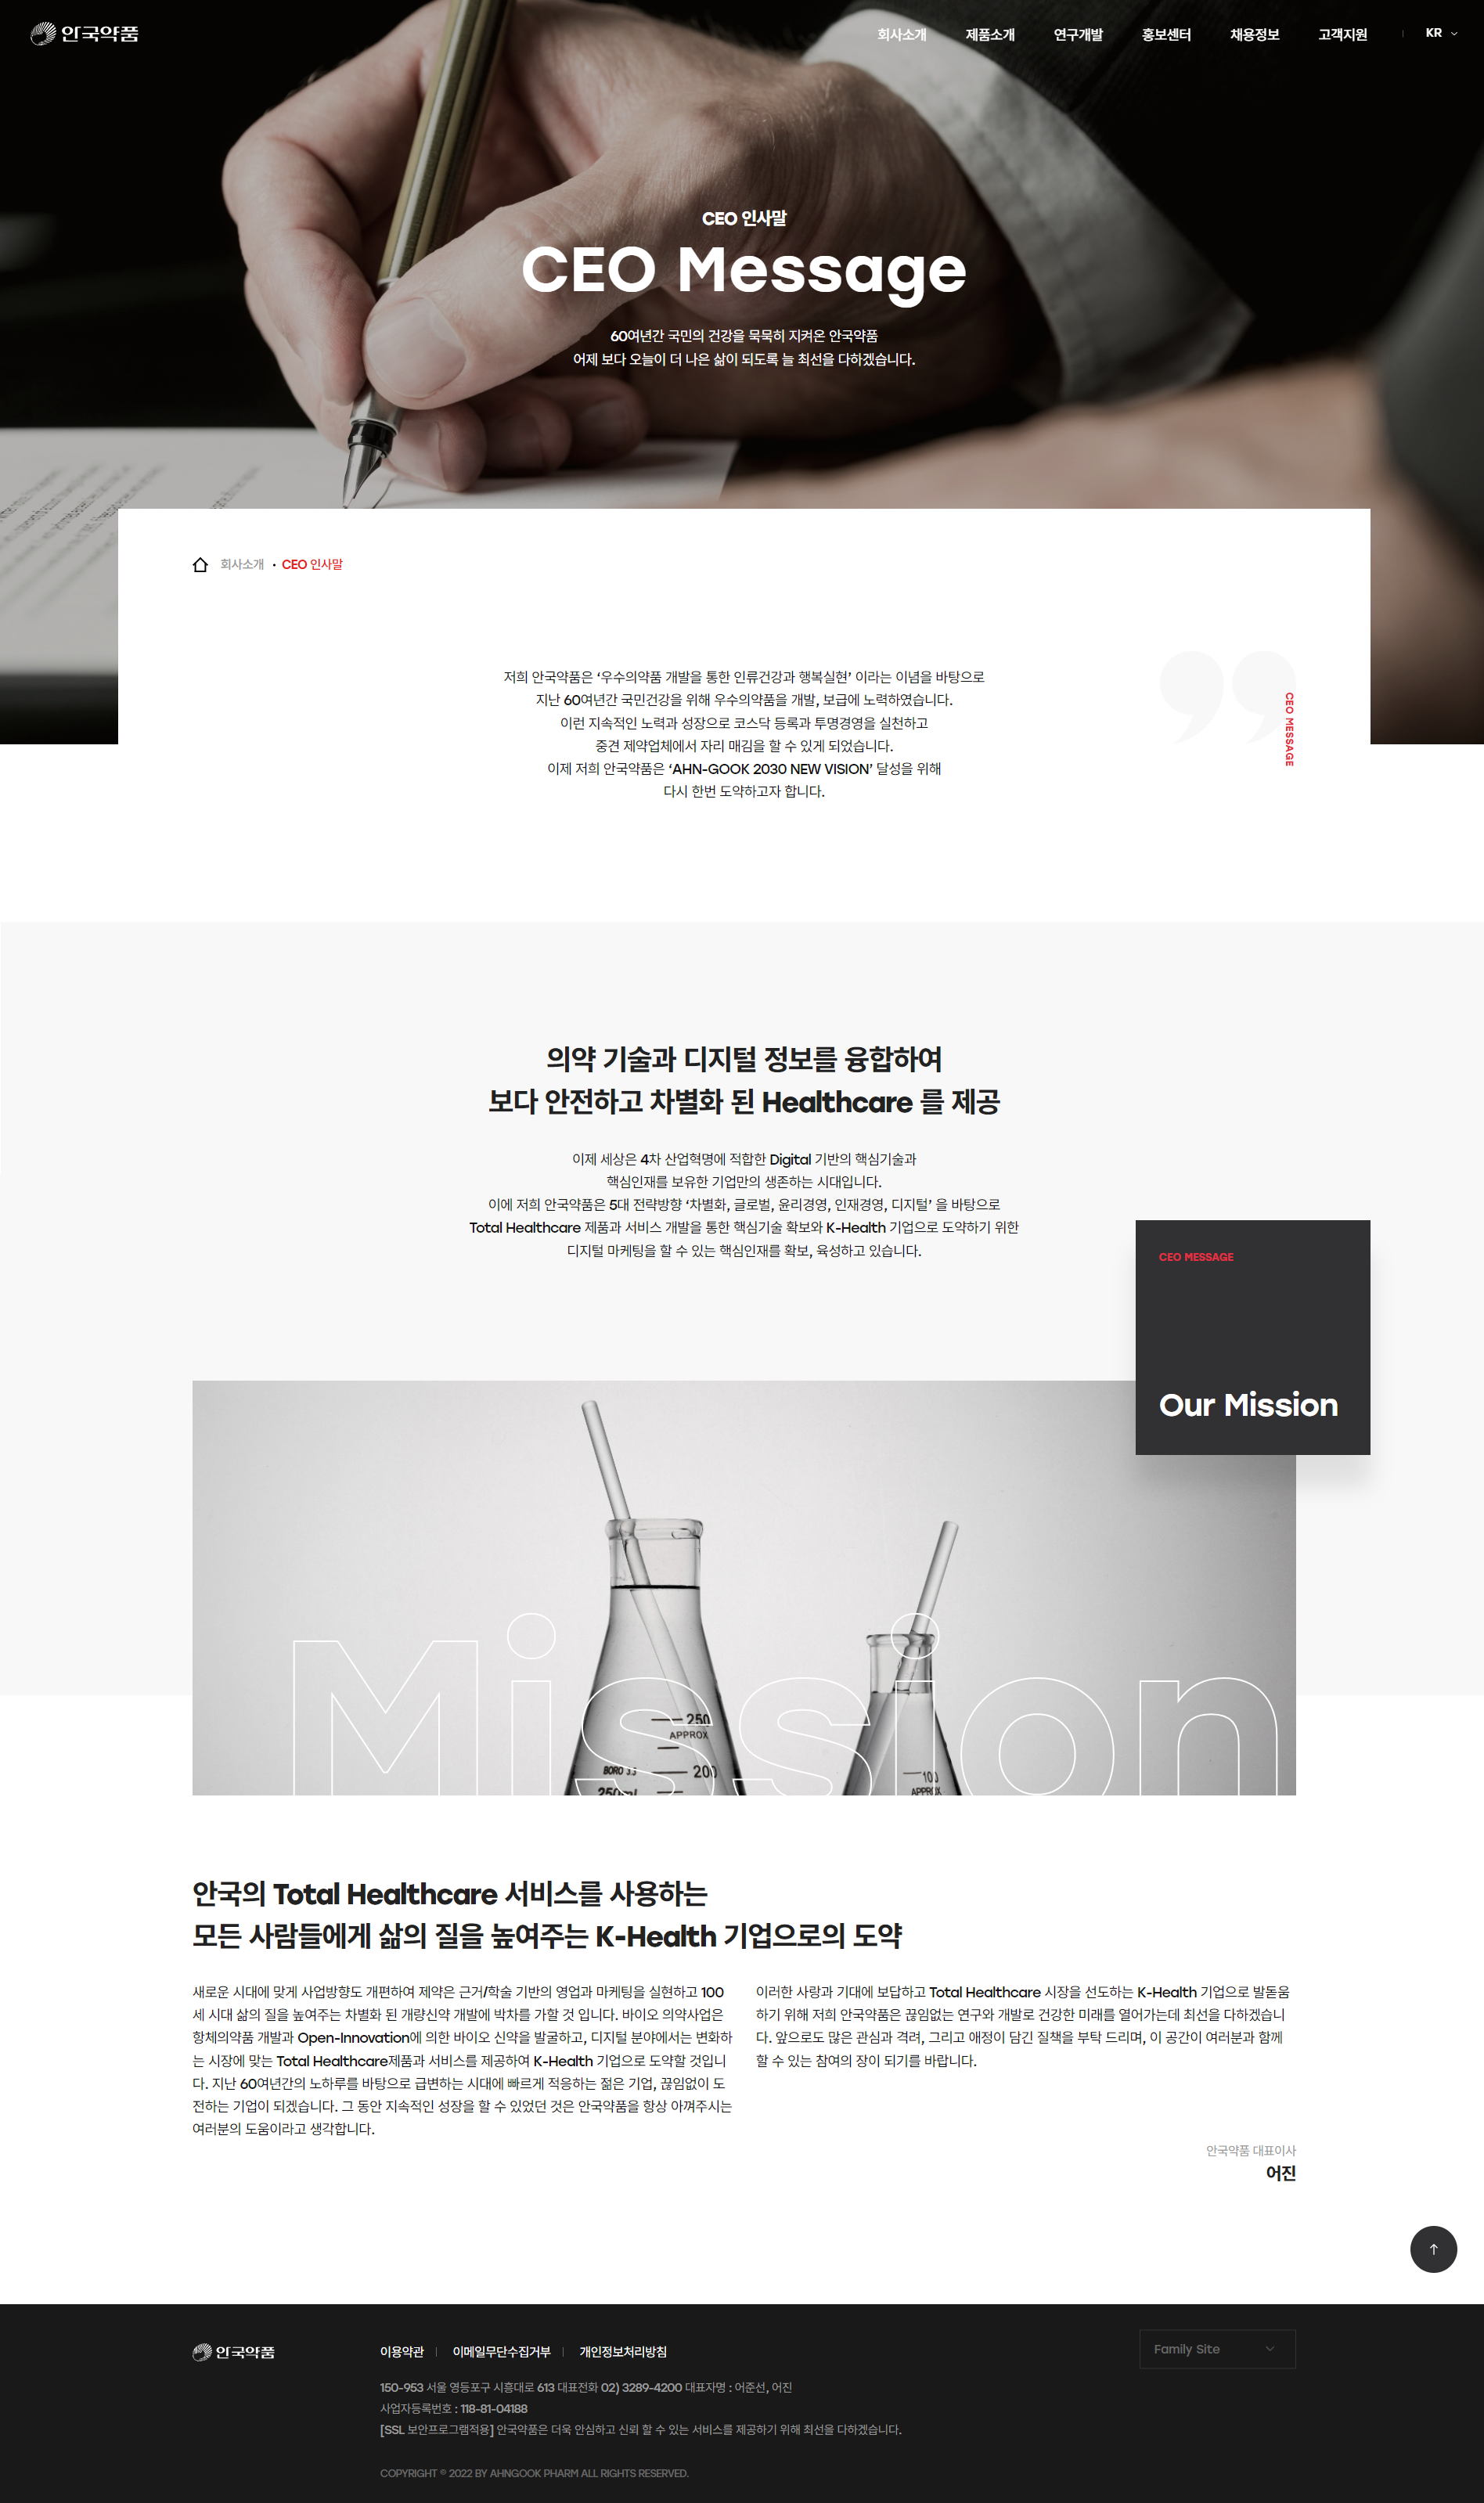 안국약품
회사소개
제품소개
연구개발
홍보센터
채용정보
고객지원
KR
CEO 인사말
CEO Message
60여년간 국민의 건강을 묵묵히 지켜온 안국약품
어제 보다 오늘이 더 나은 삶이 되도록 늘 최선을 다하겠습니다.
회사소개 • CEO 인사말
저희 안국약품은 ‘우수의약품 개발을 통한 인류건강과 행복실현’ 이라는 이념을 바탕으로
지난 60여년간 국민건강을 위해 우수의약품을 개발, 보급에 노력하였습니다.
이런 지속적인 노력과 성장으로 코스닥 등록과 투명경영을 실천하고
중견 제약업체에서 자리 매김을 할 수 있게 되었습니다.
이제 저희 안국약품은 ‘AHN-GOOK 2030 NEW VISION’ 달성을 위해
다시 한번 도약하고자 합니다.
CEO MESSAGE
의약 기술과 디지털 정보를 융합하여
보다 안전하고 차별화 된 Healthcare 를 제공
이제 세상은 4차 산업혁명에 적합한 Digital 기반의 핵심기술과
핵심인재를 보유한 기업만의 생존하는 시대입니다.
이에 저희 안국약품은 5대 전략방향 ‘차별화, 글로벌, 윤리경영, 인재경영, 디지털’ 을 바탕으로
Total Healthcare 제품과 서비스 개발을 통한 핵심기술 확보와 K-Health 기업으로 도약하기 위한
디지털 마케팅을 할 수 있는 핵심인재를 확보, 육성하고 있습니다.
CEO MESSAGE
Our Mission
Mission
250
APPROX
BORO 3.3
200
250ml
100
APPROX
안국의 Total Healthcare 서비스를 사용하는
모든 사람들에게 삶의 질을 높여주는 K-Health 기업으로의 도약
새로운 시대에 맞게 사업방향도 개편하여 제약은 근거/학술 기반의 영업과 마케팅을 실현하고 100
세 시대 삶의 질을 높여주는 차별화 된 개량신약 개발에 박차를 가할 것 입니다. 바이오 의약사업은
항체의약품 개발과 Open-Innovation에 의한 바이오 신약을 발굴하고, 디지털 분야에서는 변화하
는 시장에 맞는 Total Healthcare제품과 서비스를 제공하여 K-Health 기업으로 도약할 것입니
다. 지난 60여년간의 노하루를 바탕으로 급변하는 시대에 빠르게 적응하는 젊은 기업, 끊임없이 도
전하는 기업이 되겠습니다. 그 동안 지속적인 성장을 할 수 있었던 것은 안국약품을 항상 아껴주시는
여러분의 도움이라고 생각합니다.
이러한 사랑과 기대에 보답하고 Total Healthcare 시장을 선도하는 K-Health 기업으로 발돋움
하기 위해 저희 안국약품은 끊임없는 연구와 개발로 건강한 미래를 열어가는데 최선을 다하겠습니
다. 앞으로도 많은 관심과 격려, 그리고 애정이 담긴 질책을 부탁 드리며, 이 공간이 여러분과 함께
할 수 있는 참여의 장이 되기를 바랍니다.
안국약품 대표이사
어진
안국약품
이용약관
이메일무단수집거부
개인정보처리방침
Family Site
150-953 서울 영등포구 시흥대로 613 대표전화 02) 3289-4200 대표자명 : 어준선, 어진
사업자등록번호 : 118-81-04188
[SSL 보안프로그램적용] 안국약품은 더욱 안심하고 신뢰 할 수 있는 서비스를 제공하기 위해 최선을 다하겠습니다.
COPYRIGHT © 2022 BY AHNGOOK PHARM ALL RIGHTS RESERVED.